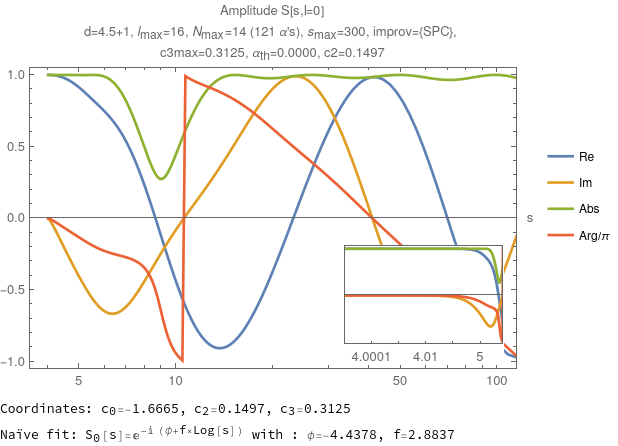 Amplitude S[s,l=0]
d=4.5+1, lmax=16, Nmax=14 (121 α's), smax=300, improv={SPC},
c3max=0.3125, αth=0.0000, c2=0.1497
1.0
0.5
0.0
-0.5
-1.0
5
10
50
100
s
4.0001
4.01
5
Re
Im
Abs
Arg/π
Coordinates: c0=-1.6665, c2=0.1497, c3=0.3125
Naïve fit: S0[s]=e^-i (ϕ+f×Log[s]) with : ϕ=-4.4378, f=2.8837